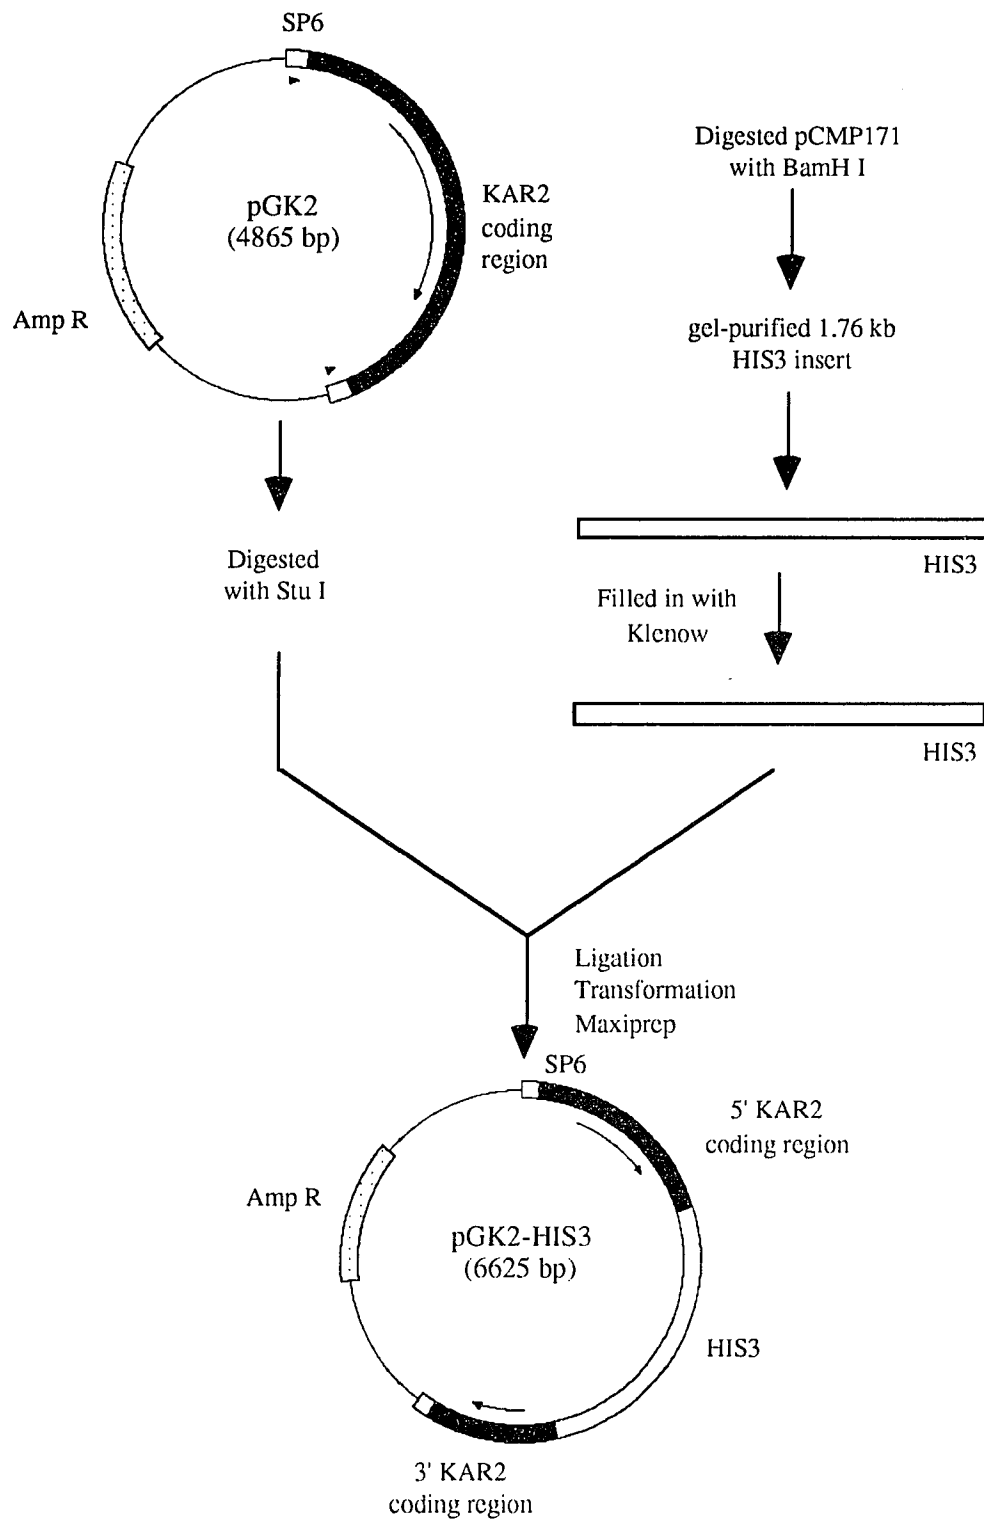 SP6
pGK2
(4865 bp)
KAR2
coding
region
Amp R
Digested pCMP171
with BamH I
gel-purified 1.76 kb
HIS3 insert
HIS3
Digested
with Stu I
Filled in with
Klenow
HIS3
Ligation
Transformation
Maxiprep
SP6
5' KAR2
coding region
Amp R
pGK2-HIS3
(6625 bp)
HIS3
3' KAR2
coding region